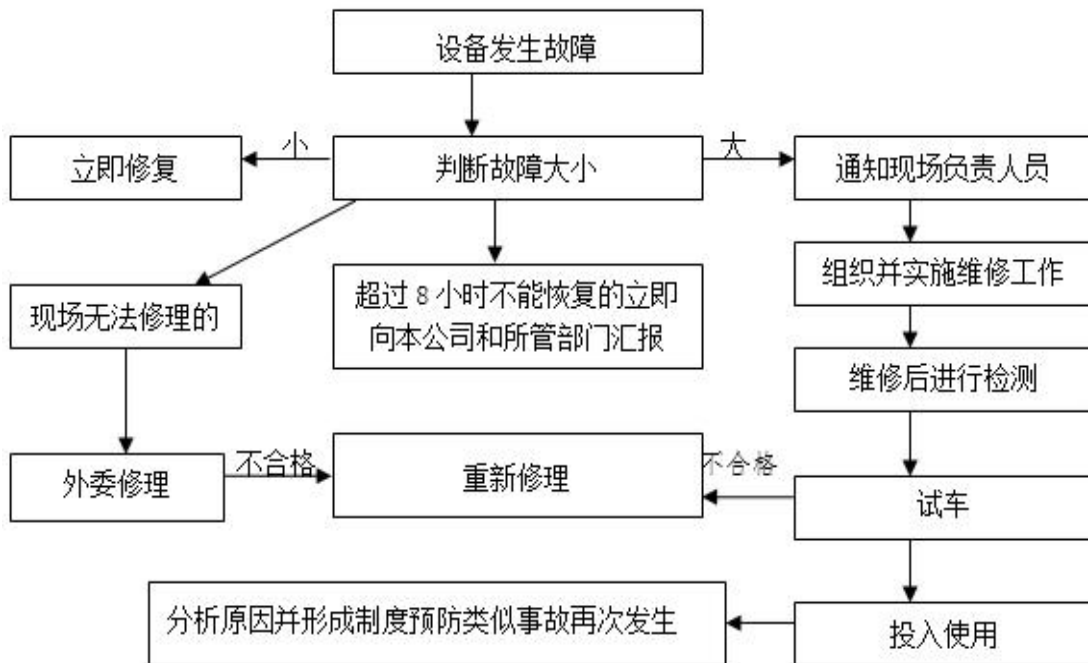 设备发生故障
小
大
立即修复
判断故障大小
通知现场负责人员
组织并实施维修工作
现场无法修理的
超过 8 小时不能恢复的立即
向本公司和所管部门汇报
维修后进行检测
外委修理
不合格
重新修理
不合格
试车
分析原因并形成制度预防类似事故再次发生
投入使用